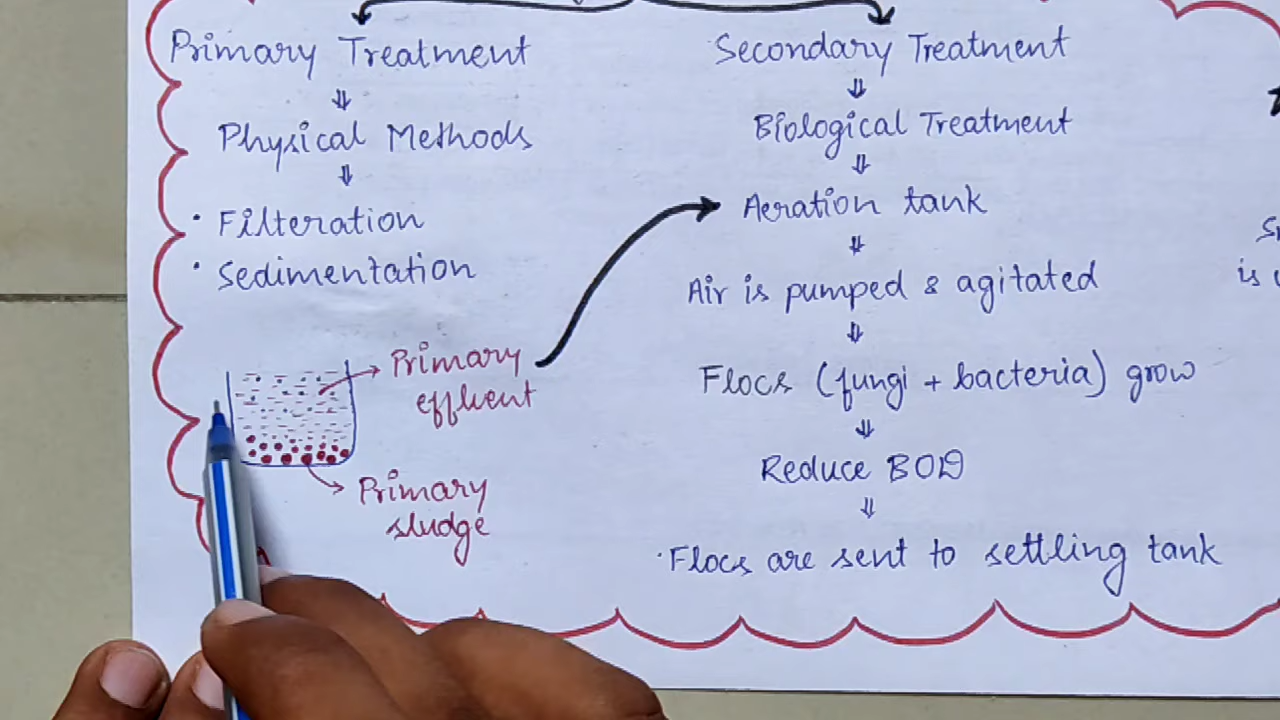 Primary Treatment
⇓
Physical Methods
↓
· Filteration
· Sedimentation
Primary
effluent
Primary
sludge
Secondary Treatment
⇓
Biological Treatment
⇓
Aeration tank
⇓
Air is pumped & agitated
⇓
Flocs (fungi + bacteria) grow
⇓
Reduce BOD
⇓
·Flocs are sent to settling tank
is